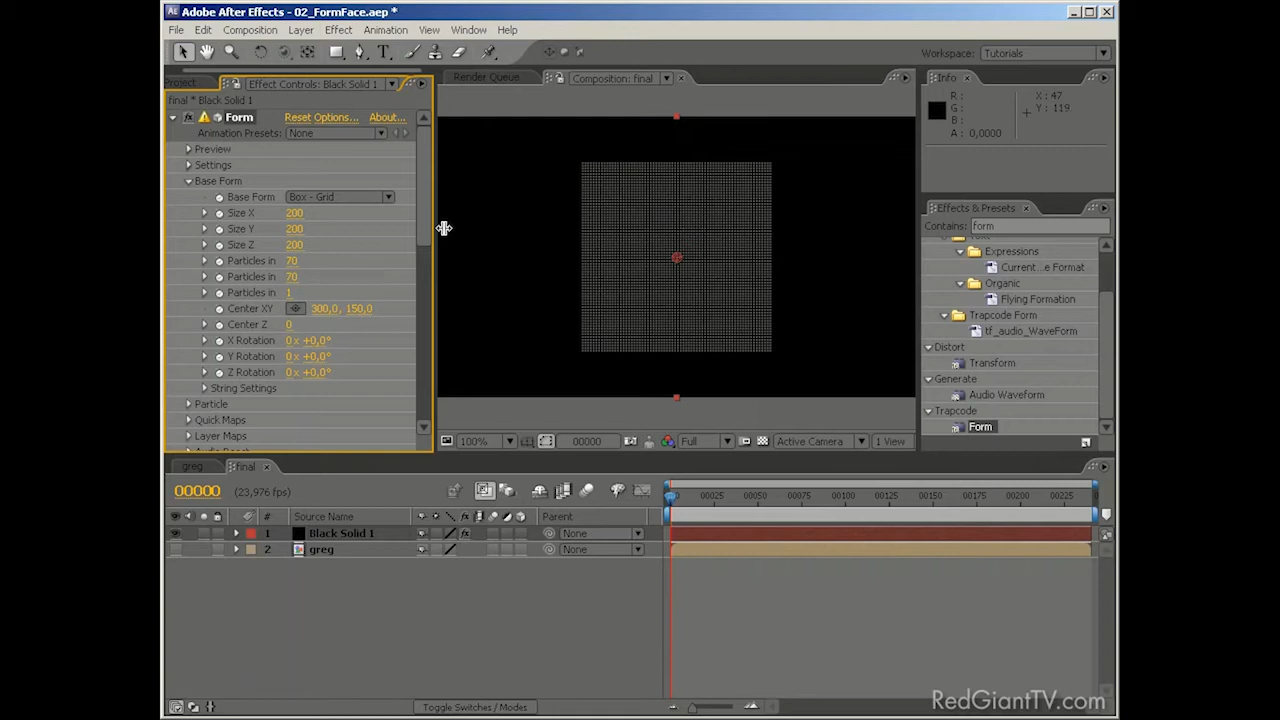 Adobe After Effects - 02_FormFace.aep *
File Edit Composition Layer Effect Animation View Window Help
Workspace: Tutorials
Project Effect Controls: Black Solid 1
final * Black Solid 1
Form Reset Options... About...
Animation Presets: None
Preview
Settings
Base Form
Base Form Box - Grid
Size X 200
Size Y 200
Size Z 200
Particles in 70
Particles in 70
Particles in 1
Center XY 300,0, 150,0
Center Z 0
X Rotation 0 x +0,0°
Y Rotation 0 x +0,0°
Z Rotation 0 x +0,0°
String Settings
Particle
Quick Maps
Layer Maps
Render Queue Composition: final
100% 00000 Full Active Camera 1 View
Info
R : X : 47
G : Y : 119
B :
A : 0,0000
Effects & Presets
Contains: form
Expressions
Current...e Format
Organic
Flying Formation
Trapcode Form
tf_audio_WaveForm
Distort
Transform
Generate
Audio Waveform
Trapcode
Form
greg final
00000 (23,976 fps)
00025 00050 00075 00100 00125 00150 00175 00200 00225
# Source Name Parent
1 Black Solid 1 None
2 greg None
Toggle Switches / Modes
RedGiantTV.com